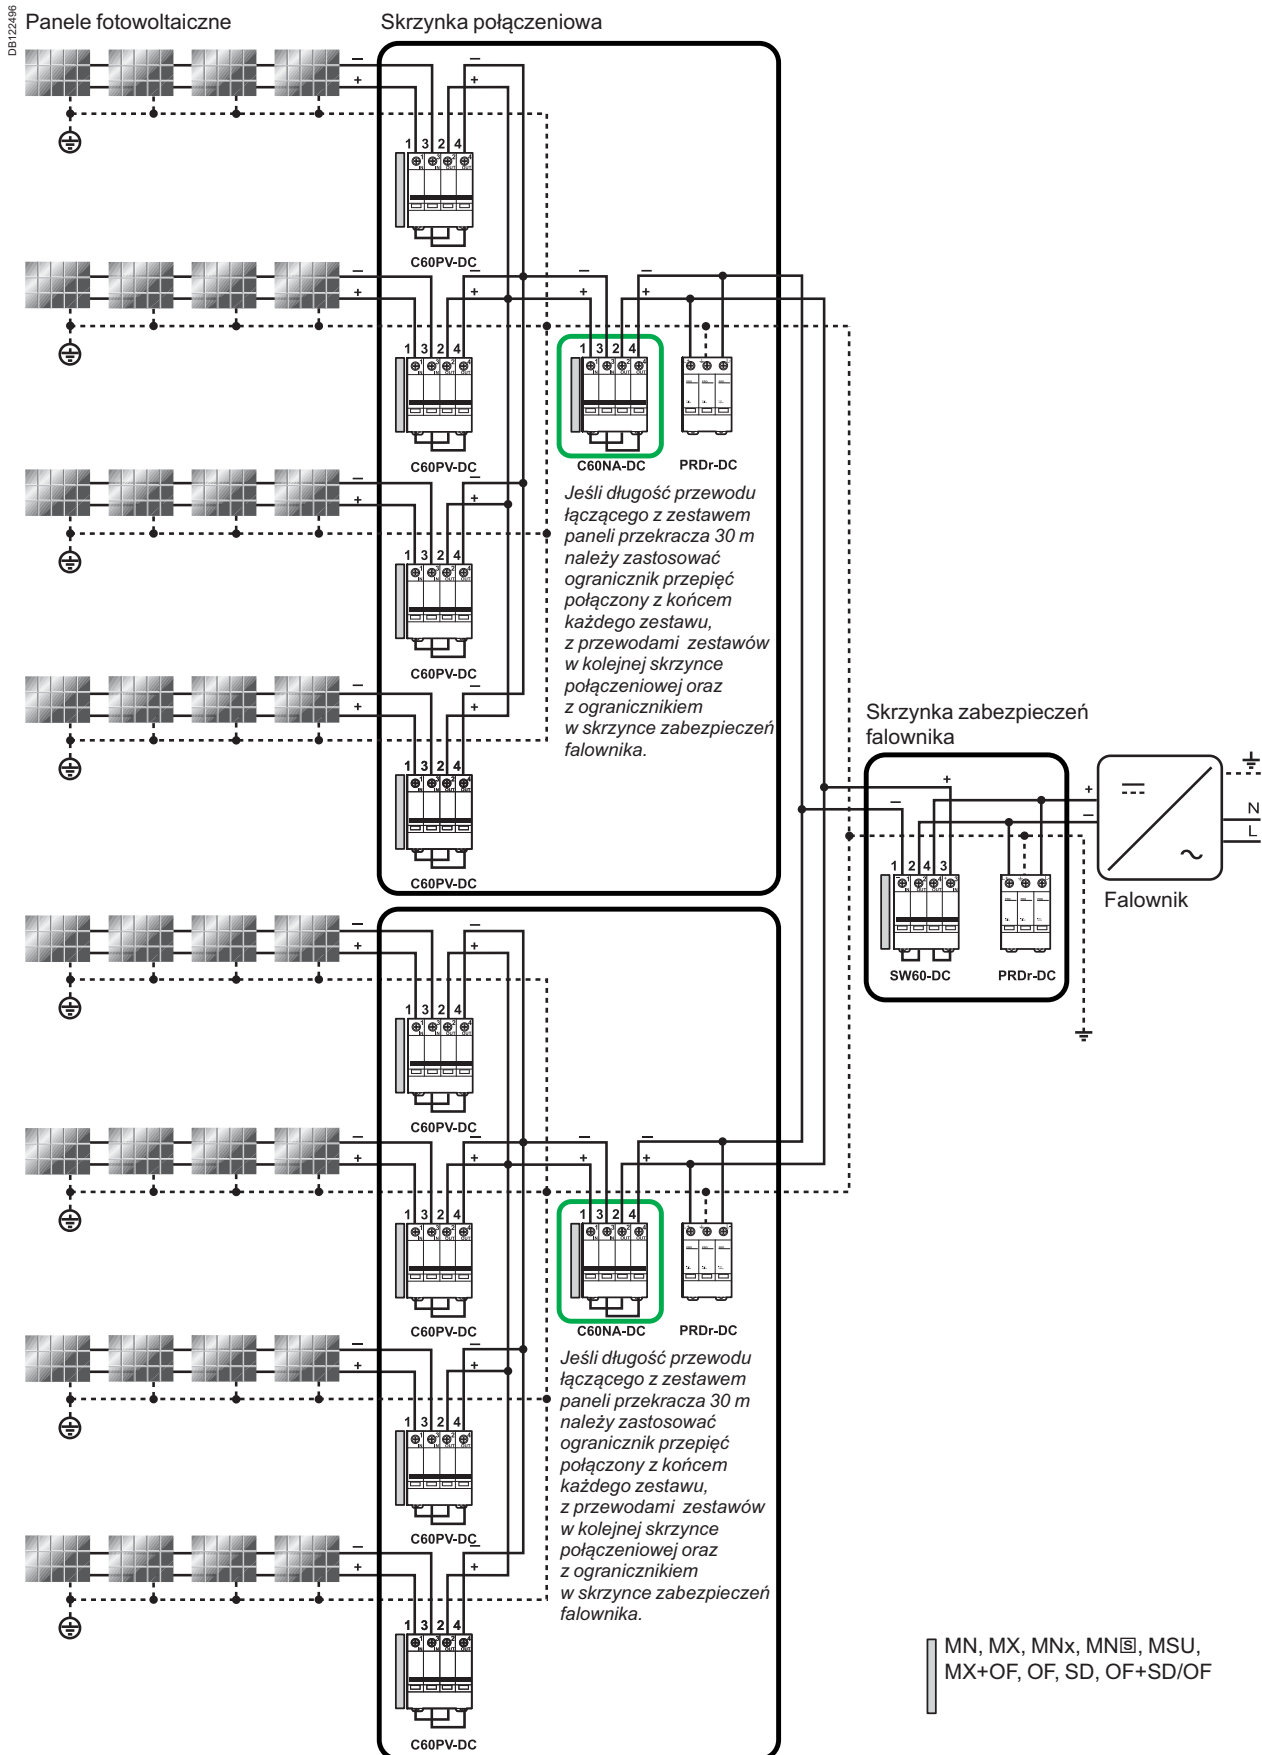 DB122496
Panele fotowoltaiczne
Skrzynka połączeniowa
– +
– +
1 3 2 4
C60PV-DC
– +
– +
1 3 2 4
C60PV-DC
– +
– +
1 3 2 4
C60NA-DC
PRDr-DC
Jeśli długość przewodu
łączącego z zestawem
paneli przekracza 30 m
należy zastosować
ogranicznik przepięć
połączony z końcem
każdego zestawu,
z przewodami zestawów
w kolejnej skrzynce
połączeniowej oraz
z ogranicznikiem
w skrzynce zabezpieczeń
falownika.
– +
– +
1 3 2 4
C60PV-DC
– +
– +
1 3 2 4
C60PV-DC
Skrzynka zabezpieczeń
falownika
– +
1 2 4 3
SW60-DC
PRDr-DC
+
–
N
L
Falownik
– +
– +
1 3 2 4
C60PV-DC
– +
– +
1 3 2 4
C60PV-DC
– +
– +
1 3 2 4
C60NA-DC
PRDr-DC
Jeśli długość przewodu
łączącego z zestawem
paneli przekracza 30 m
należy zastosować
ogranicznik przepięć
połączony z końcem
każdego zestawu,
z przewodami zestawów
w kolejnej skrzynce
połączeniowej oraz
z ogranicznikiem
w skrzynce zabezpieczeń
falownika.
– +
– +
1 3 2 4
C60PV-DC
– +
– +
1 3 2 4
C60PV-DC
MN, MX, MNx, MN🅂, MSU,
MX+OF, OF, SD, OF+SD/OF